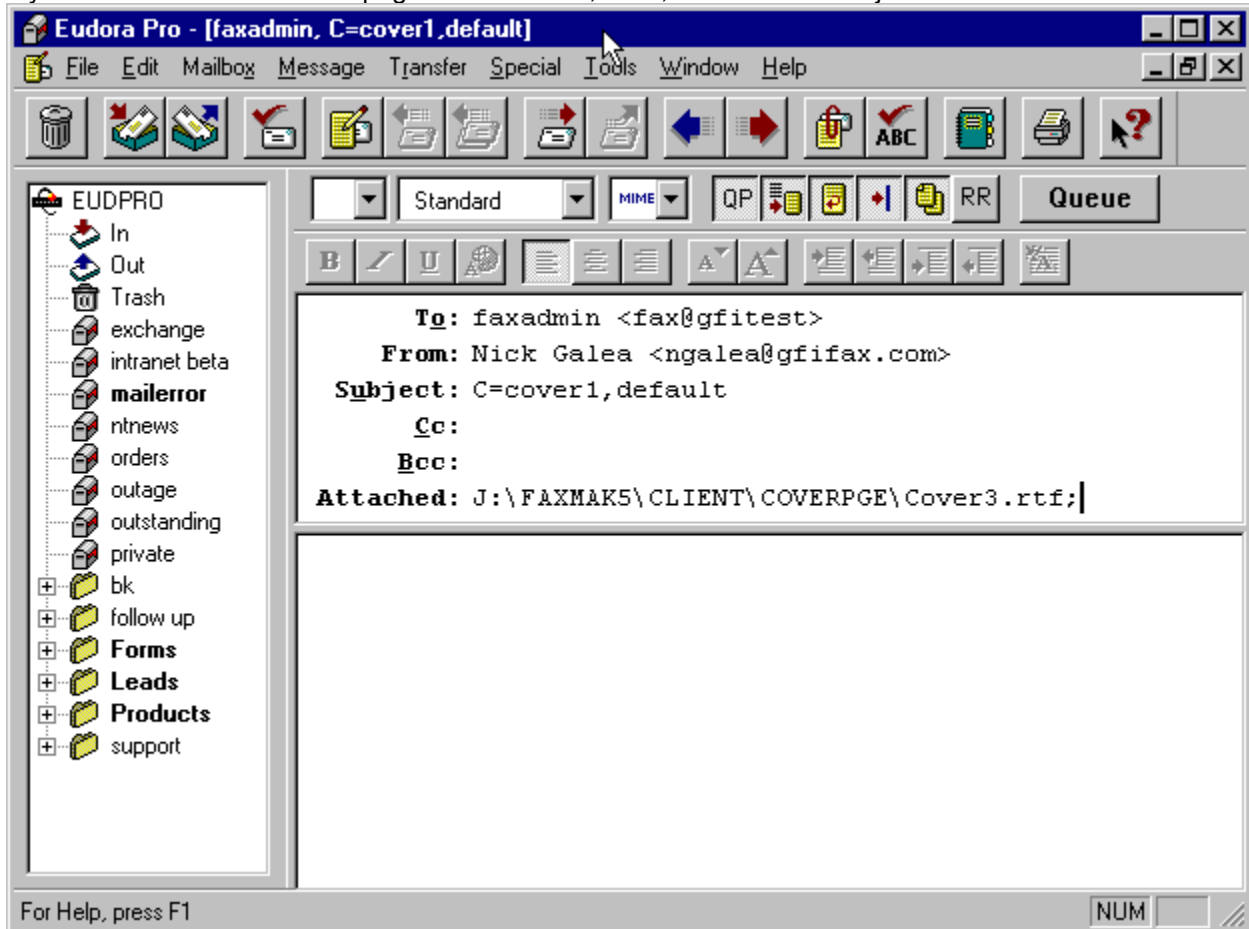 Eudora Pro - [faxadmin, C=cover1,default]
File Edit Mailbox Message Transfer Special Tools Window Help
ABC
EUDPRO
In
Out
Trash
exchange
intranet beta
mailerror
ntnews
orders
outage
outstanding
private
bk
follow up
Forms
Leads
Products
support
Standard MIME QP RR Queue
B I U A A A
To: faxadmin <fax@gfitest>
From: Nick Galea <ngalea@gfifax.com>
Subject: C=cover1,default
Cc:
Bcc:
Attached: J:\FAXMAK5\CLIENT\COVERPGE\Cover3.rtf;
For Help, press F1 NUM